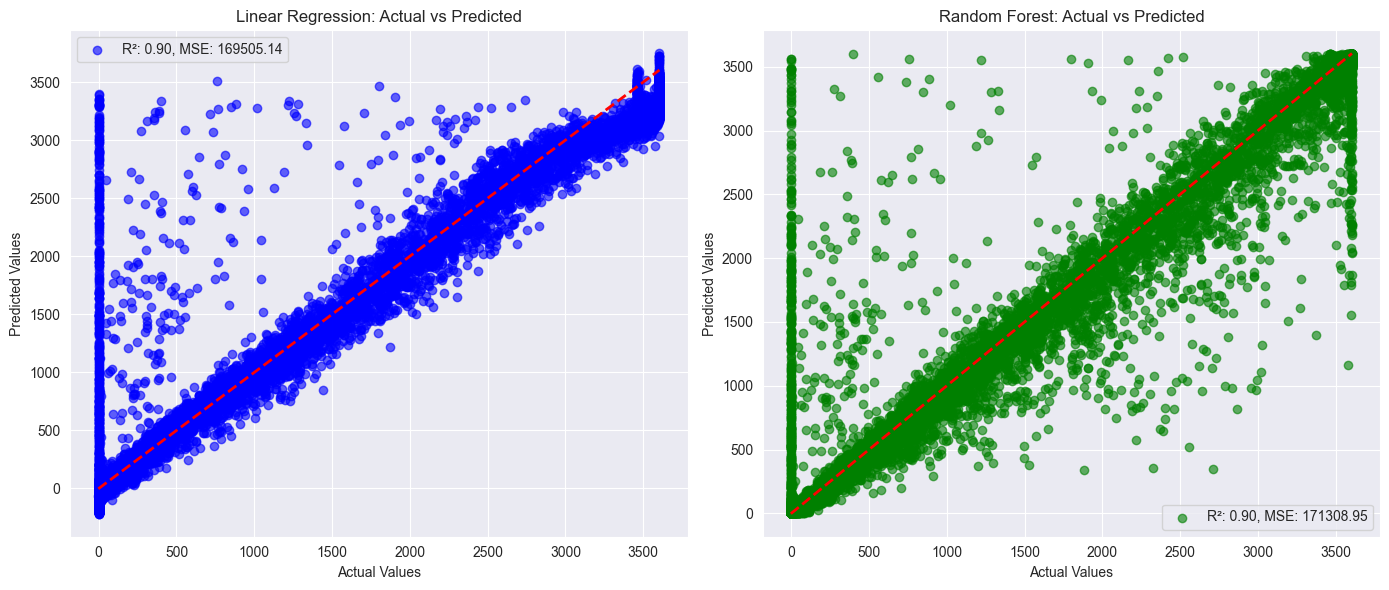 Linear Regression: Actual vs Predicted
R²: 0.90, MSE: 169505.14
Predicted Values
3500
3000
2500
2000
1500
1000
500
0
0 500 1000 1500 2000 2500 3000 3500
Actual Values
Random Forest: Actual vs Predicted
Predicted Values
3500
3000
2500
2000
1500
1000
500
0
R²: 0.90, MSE: 171308.95
0 500 1000 1500 2000 2500 3000 3500
Actual Values